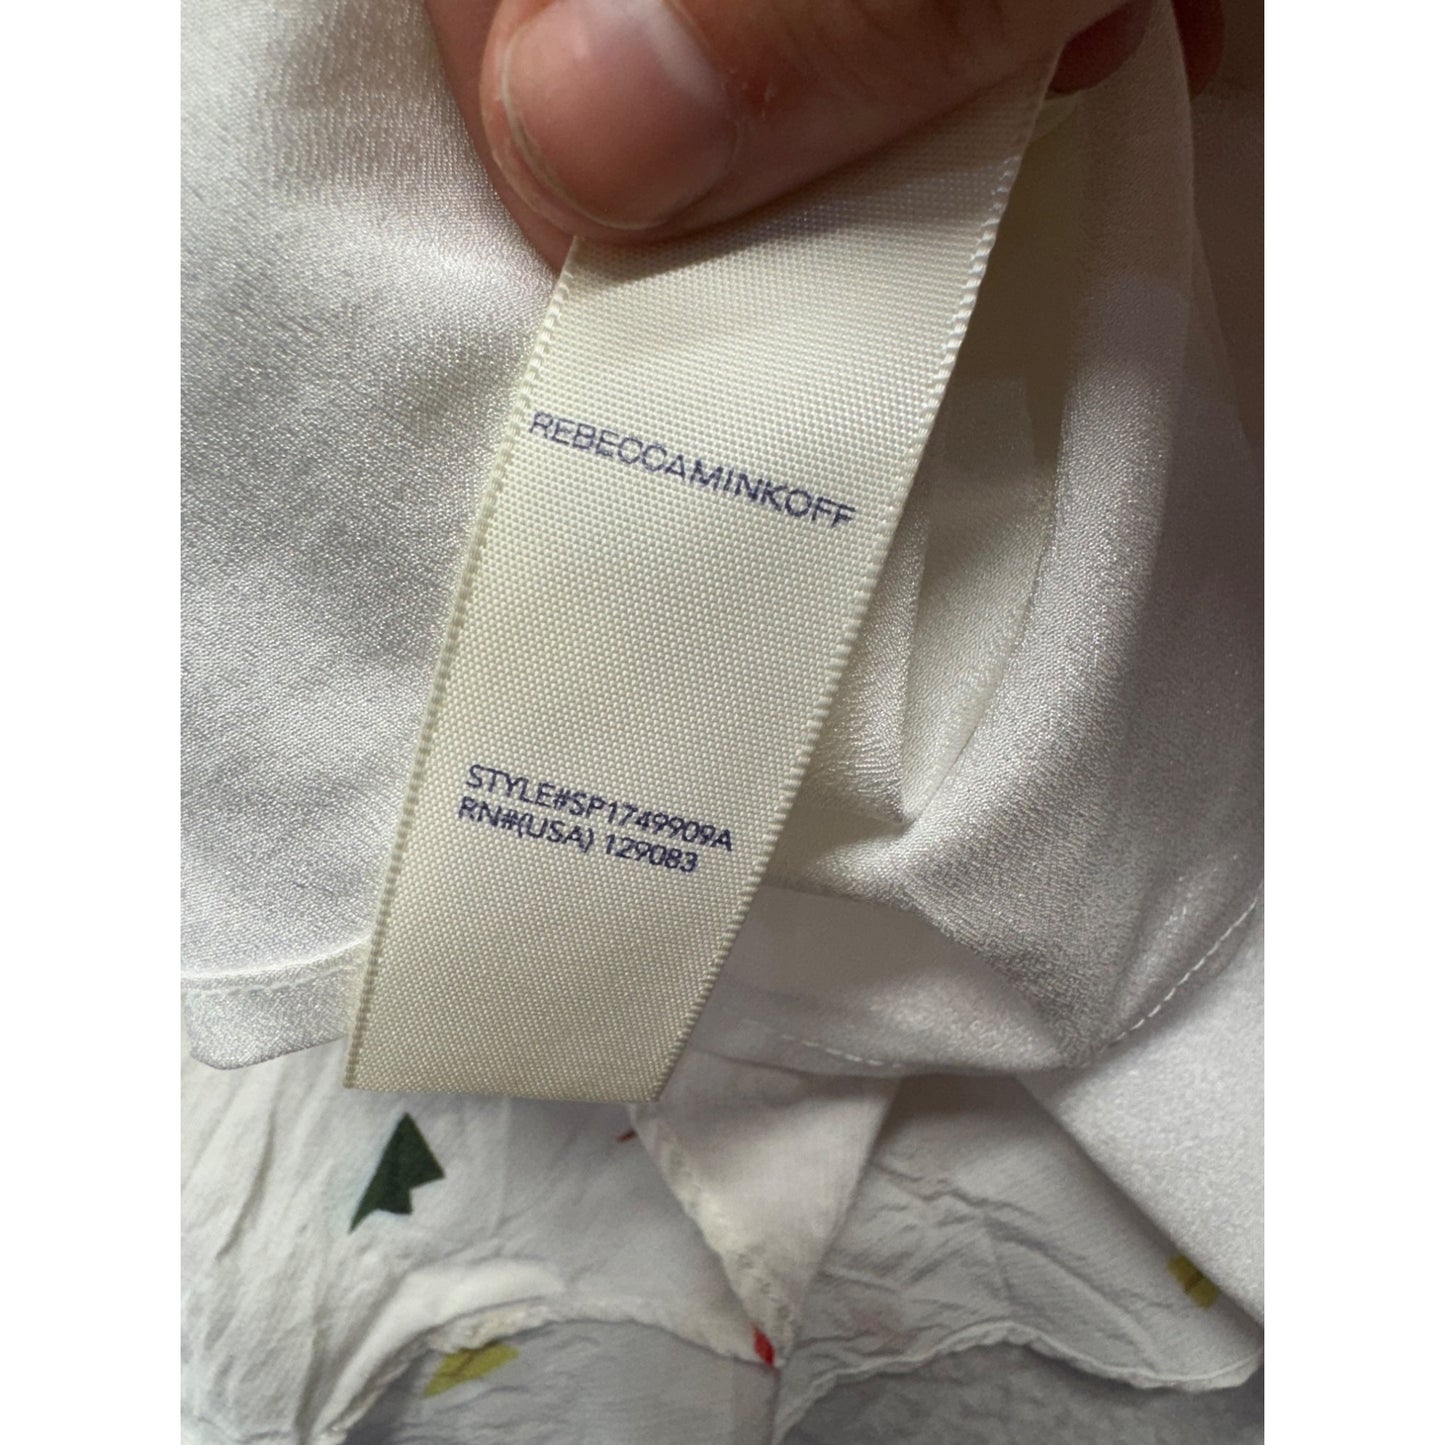 REBECCAMINKOFF
STYLE#SP1749909A
RN#(USA) 129083